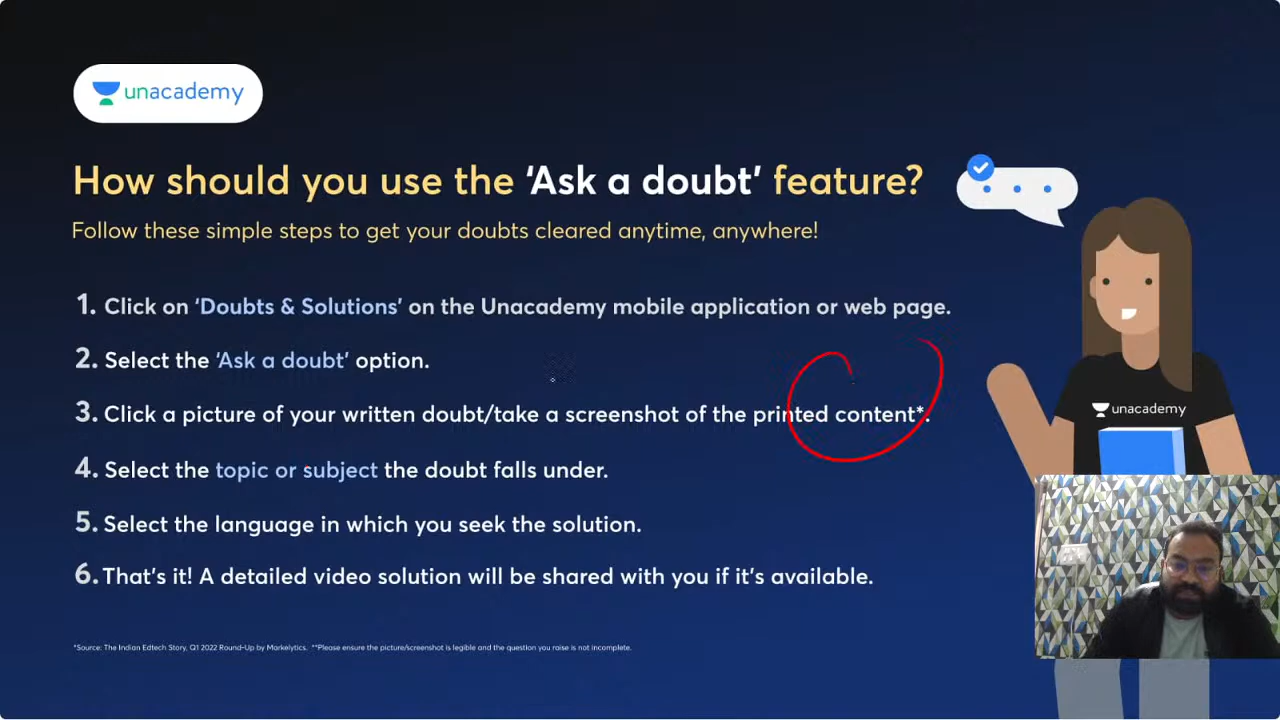 unacademy
How should you use the ‘Ask a doubt’ feature?
Follow these simple steps to get your doubts cleared anytime, anywhere!
1. Click on ‘Doubts & Solutions’ on the Unacademy mobile application or web page.
2. Select the ‘Ask a doubt’ option.
3. Click a picture of your written doubt/take a screenshot of the printed content*.
unacademy
4. Select the topic or subject the doubt falls under.
5. Select the language in which you seek the solution.
6. That’s it! A detailed video solution will be shared with you if it’s available.
*Source: The Indian Edtech Story, Q1 2022 Round-Up by Markelytics. **Please ensure the picture/screenshot is legible and the question you raise is not incomplete.